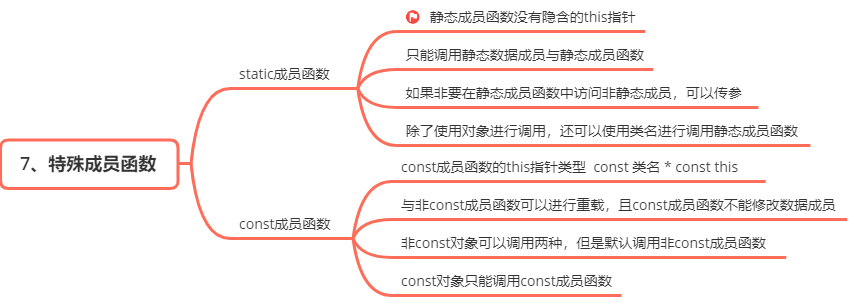 7、特殊成员函数
static成员函数
静态成员函数没有隐含的this指针
只能调用静态数据成员与静态成员函数
如果非要在静态成员函数中访问非静态成员，可以传参
除了使用对象进行调用，还可以使用类名进行调用静态成员函数
const成员函数
const成员函数的this指针类型 const 类名 * const this
与非const成员函数可以进行重载，且const成员函数不能修改数据成员
非const对象可以调用两种，但是默认调用非const成员函数
const对象只能调用const成员函数